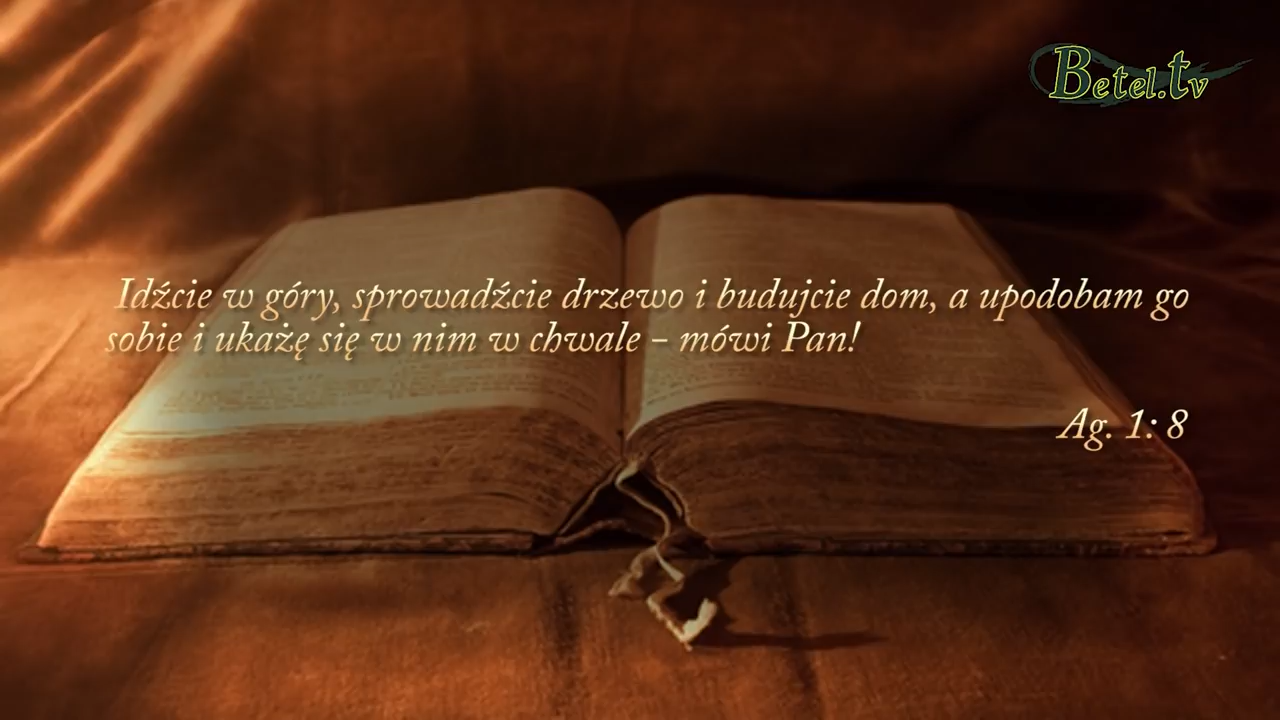 Betel.tv
Idźcie w góry, sprowadźcie drzewo i budujcie dom, a upodobam go
sobie i ukażę się w nim w chwale – mówi Pan!
Ag. 1: 8